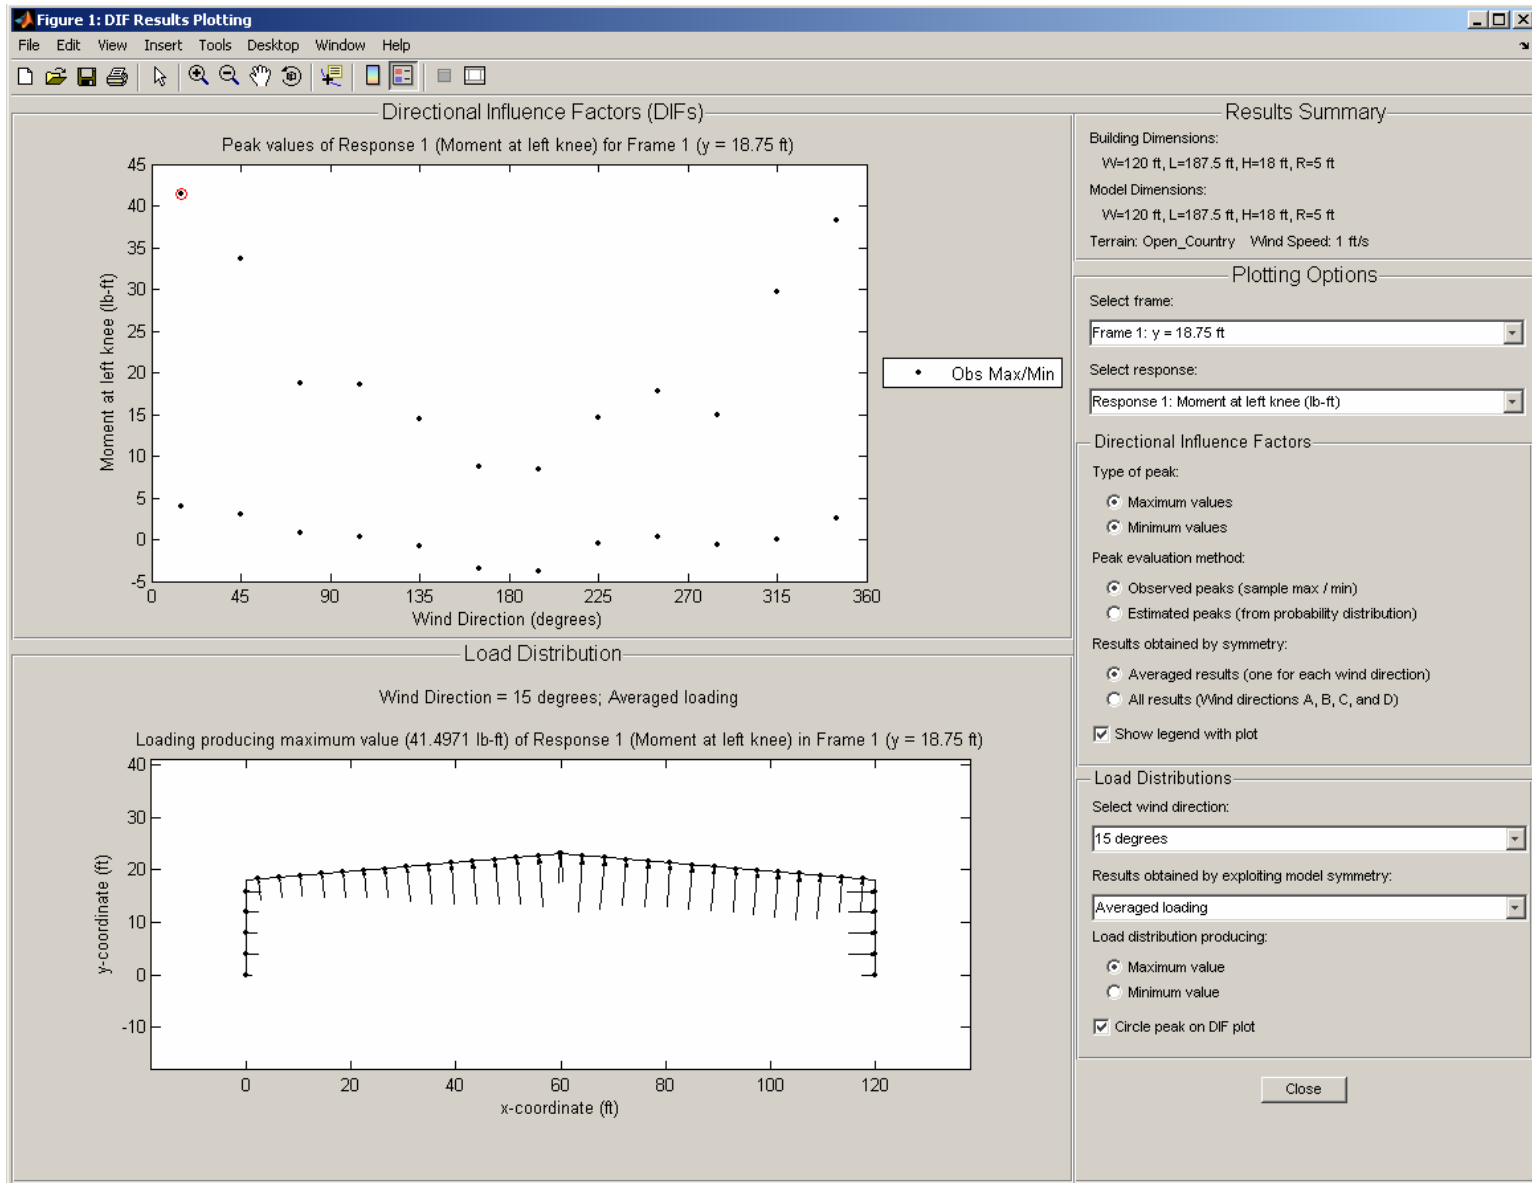 Figure 1: DIF Results Plotting
File Edit View Insert Tools Desktop Window Help
Directional Influence Factors (DIFs)
Peak values of Response 1 (Moment at left knee) for Frame 1 (y = 18.75 ft)
45
40
35
30
25
20
15
10
5
0
-5
Moment at left knee (lb-ft)
0 45 90 135 180 225 270 315 360
Wind Direction (degrees)
Obs Max/Min
Load Distribution
Wind Direction = 15 degrees; Averaged loading
Loading producing maximum value (41.4971 lb-ft) of Response 1 (Moment at left knee) in Frame 1 (y = 18.75 ft)
40
30
20
10
0
-10
y-coordinate (ft)
0 20 40 60 80 100 120
x-coordinate (ft)
Results Summary
Building Dimensions:
W=120 ft, L=187.5 ft, H=18 ft, R=5 ft
Model Dimensions:
W=120 ft, L=187.5 ft, H=18 ft, R=5 ft
Terrain: Open_Country Wind Speed: 1 ft/s
Plotting Options
Select frame:
Frame 1: y = 18.75 ft
Select response:
Response 1: Moment at left knee (lb-ft)
Directional Influence Factors
Type of peak:
Maximum values
Minimum values
Peak evaluation method:
Observed peaks (sample max / min)
Estimated peaks (from probability distribution)
Results obtained by symmetry:
Averaged results (one for each wind direction)
All results (Wind directions A, B, C, and D)
Show legend with plot
Load Distributions
Select wind direction:
15 degrees
Results obtained by exploiting model symmetry:
Averaged loading
Load distribution producing:
Maximum value
Minimum value
Circle peak on DIF plot
Close